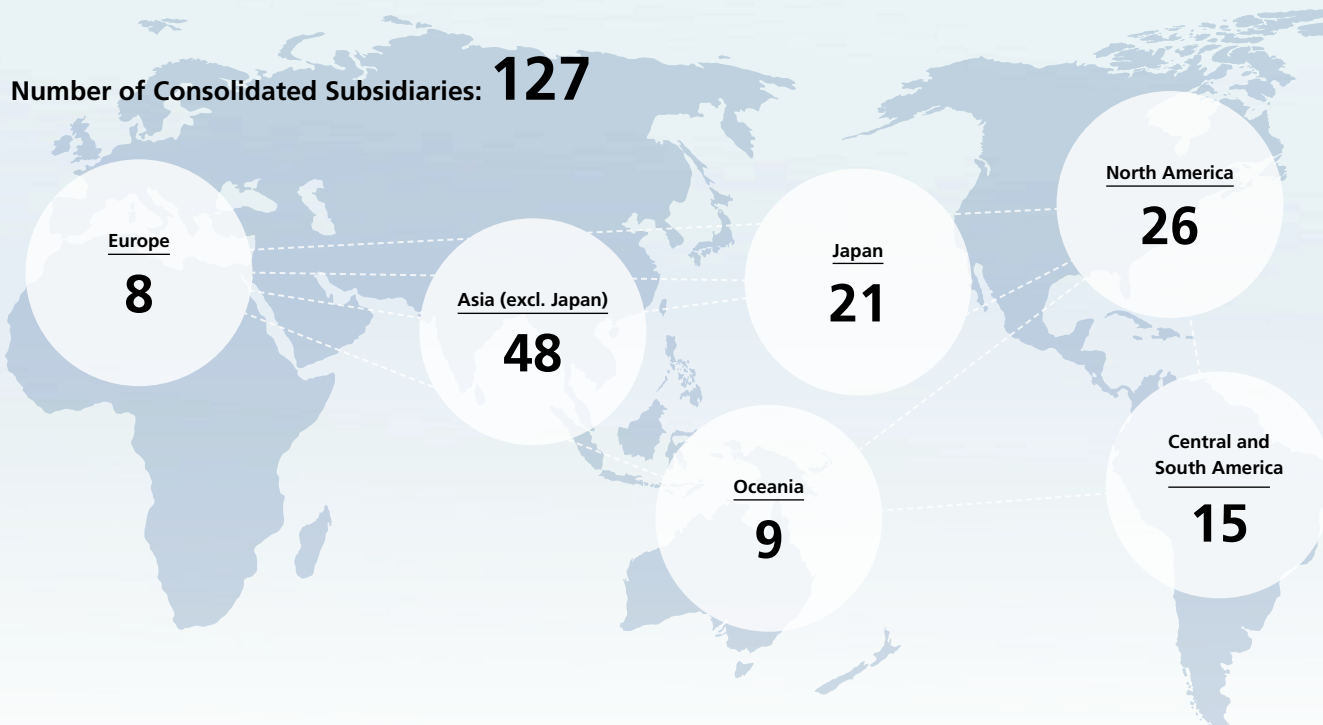 Number of Consolidated Subsidiaries: 127
Europe
8
Asia (excl. Japan)
48
Japan
21
North America
26
Oceania
9
Central and
South America
15